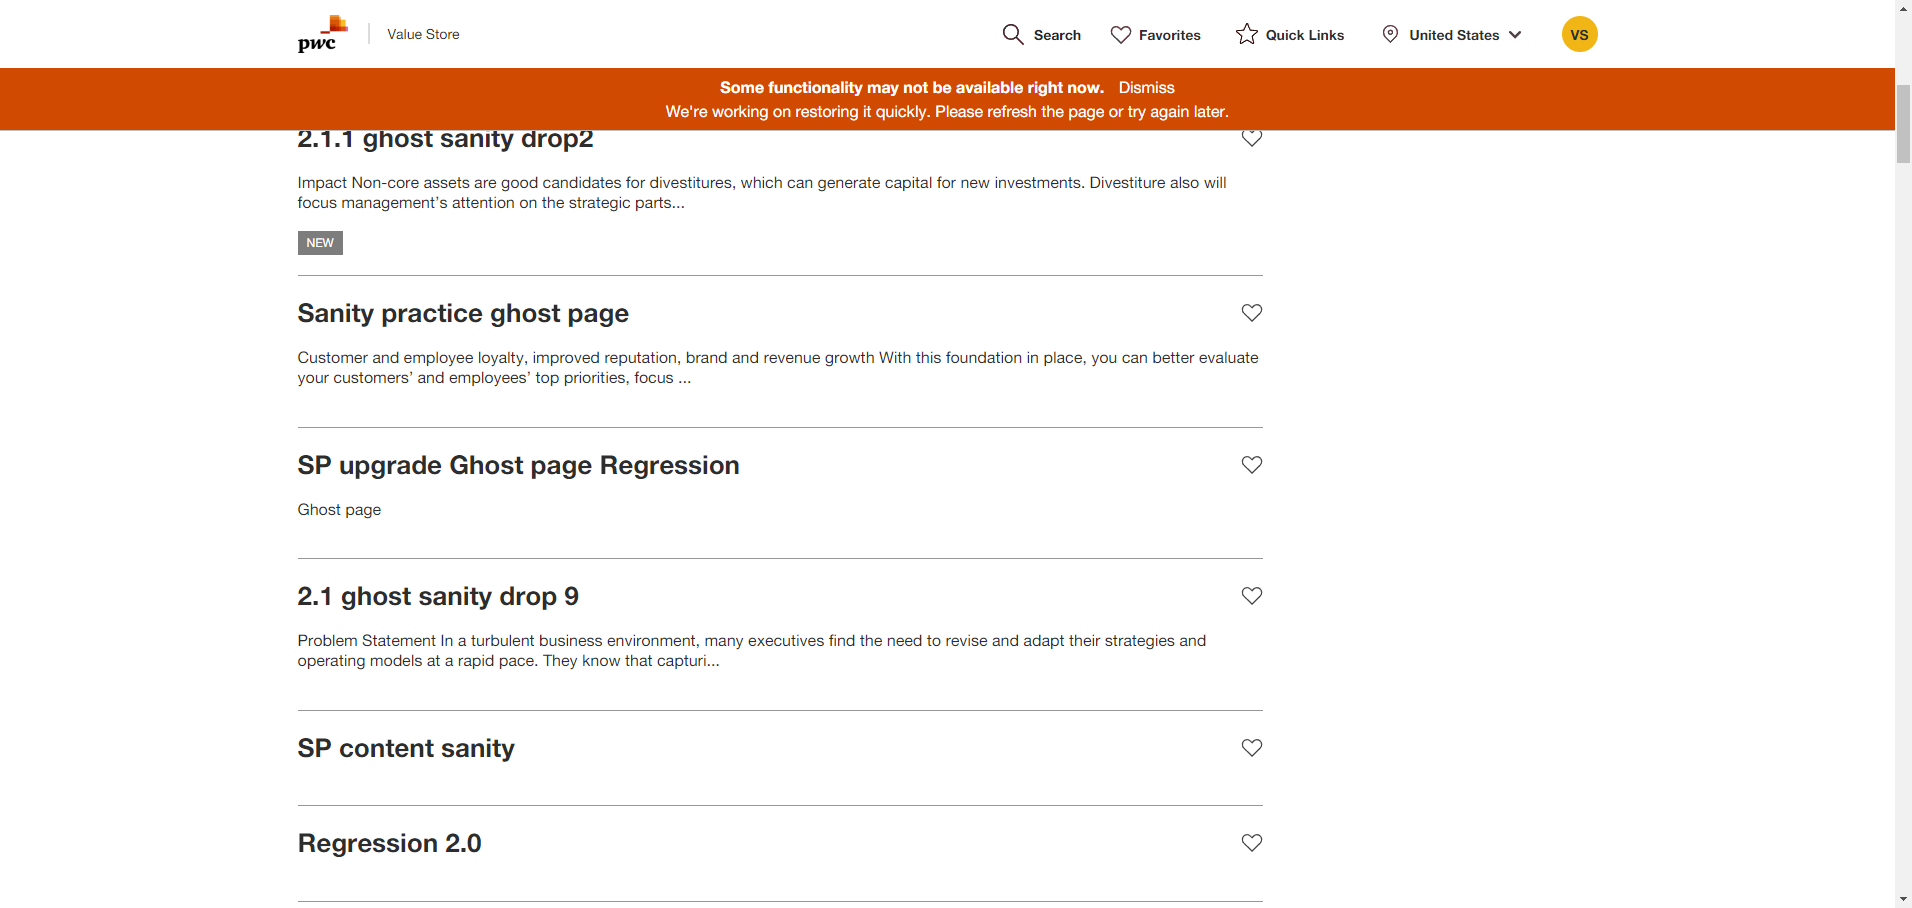 pwc
Value Store
Search
Favorites
Quick Links
United States
VS
Some functionality may not be available right now. Dismiss
We're working on restoring it quickly. Please refresh the page or try again later.
2.1.1 ghost sanity drop2
Impact Non-core assets are good candidates for divestitures, which can generate capital for new investments. Divestiture also will
focus management’s attention on the strategic parts...
NEW
Sanity practice ghost page
Customer and employee loyalty, improved reputation, brand and revenue growth With this foundation in place, you can better evaluate
your customers’ and employees’ top priorities, focus ...
SP upgrade Ghost page Regression
Ghost page
2.1 ghost sanity drop 9
Problem Statement In a turbulent business environment, many executives find the need to revise and adapt their strategies and
operating models at a rapid pace. They know that capturi...
SP content sanity
Regression 2.0